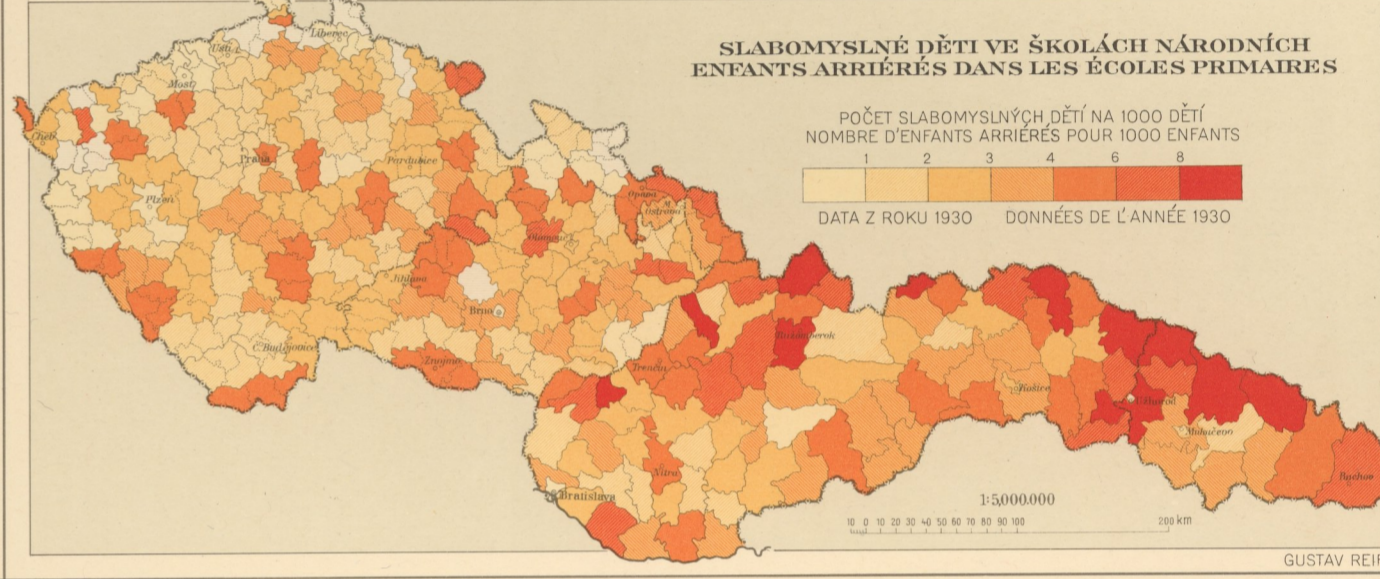 SLABOMYSLNÉ DĚTI VE ŠKOLÁCH NÁRODNÍCH
ENFANTS ARRIÉRÉS DANS LES ÉCOLES PRIMAIRES
POČET SLABOMYSLNÝCH DĚTÍ NA 1000 DĚTÍ
NOMBRE D'ENFANTS ARRIÉRÉS POUR 1000 ENFANTS
1 2 3 4 6 8
DATA Z ROKU 1930 DONNÉES DE L'ANNÉE 1930
Liberec
Ústí
Most
Cheb
Praha
Pardubice
Plzeň
Opava
M.
Ostrava
Olomouc
Jihlava
Brno
Č. Budějovice
Znojmo
Ružomberok
Trenčín
Košice
Užhorod
Mukačevo
Nitra
Rachov
Bratislava
1:5,000.000
10 0 10 20 30 40 50 60 70 80 90 100 200 km
GUSTAV REI